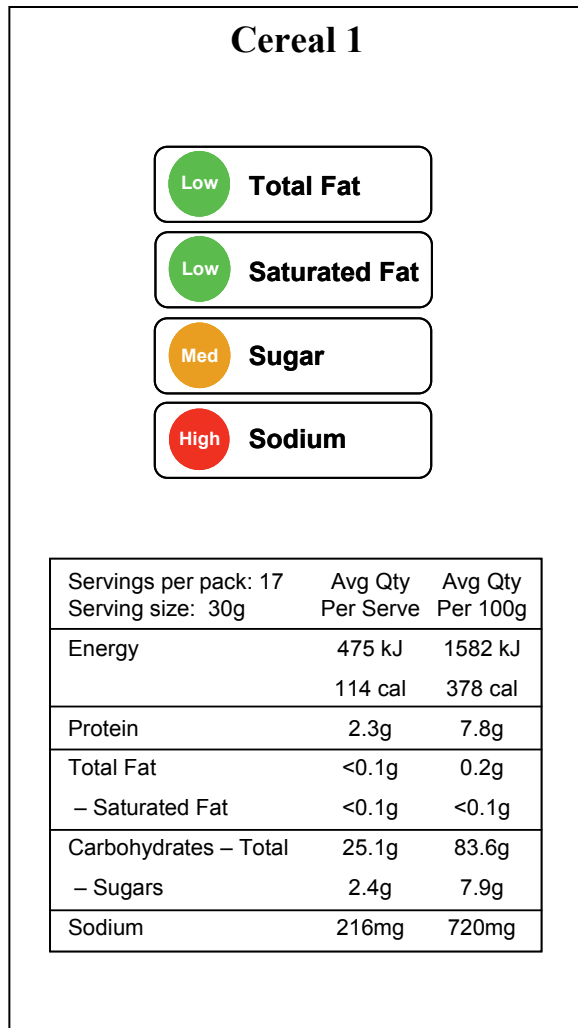 Cereal 1
Low Total Fat
Low Saturated Fat
Med Sugar
High Sodium
Servings per pack: 17 Avg Qty Avg Qty
Serving size: 30g Per Serve Per 100g
Energy 475 kJ 1582 kJ
114 cal 378 cal
Protein 2.3g 7.8g
Total Fat <0.1g 0.2g
– Saturated Fat <0.1g <0.1g
Carbohydrates – Total 25.1g 83.6g
– Sugars 2.4g 7.9g
Sodium 216mg 720mg